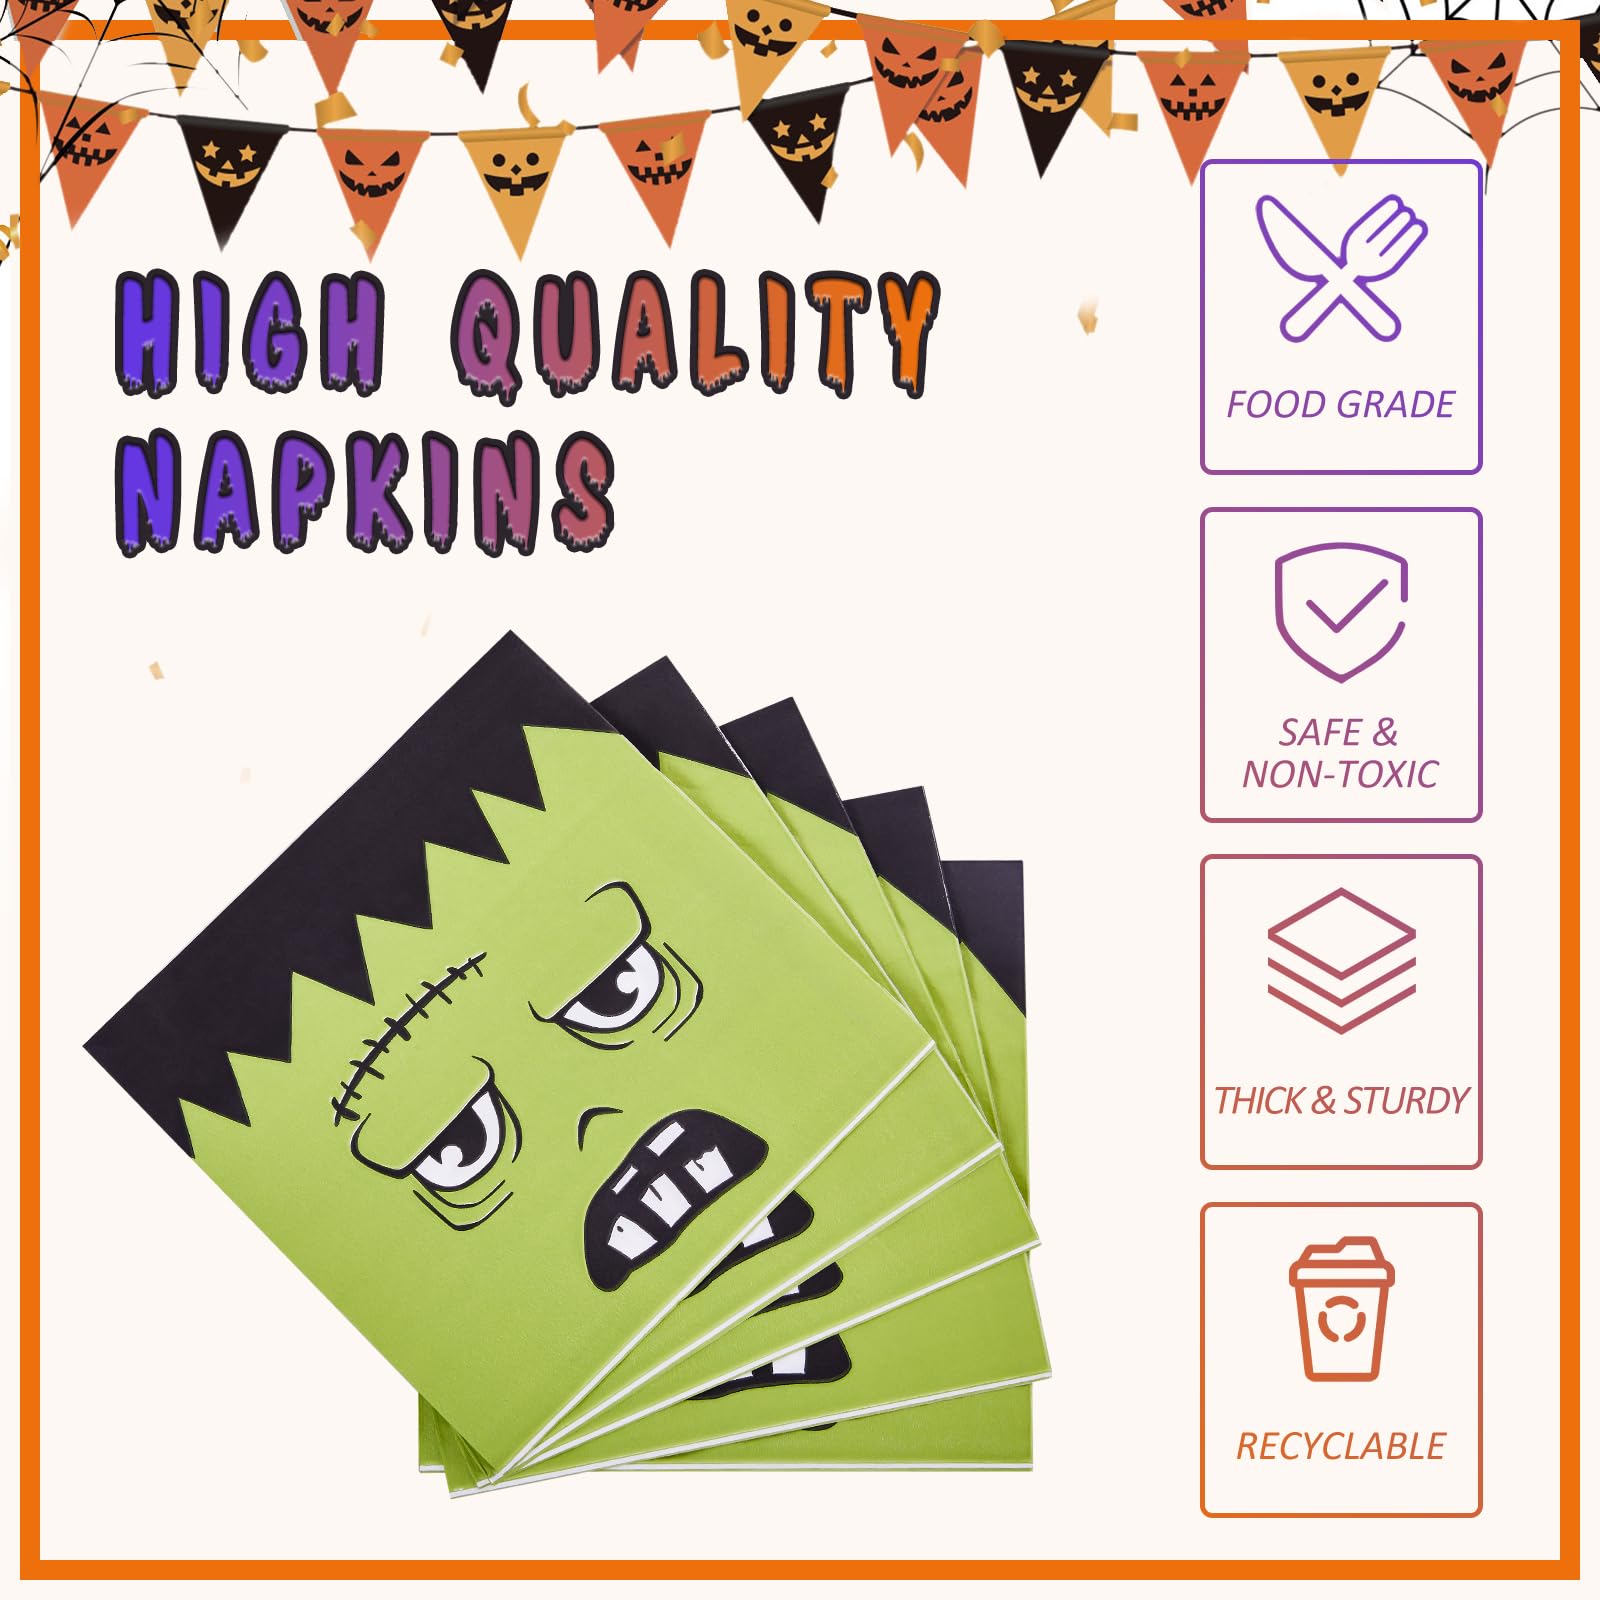 HIGH QUALITY
NAPKINS
FOOD GRADE
SAFE &
NON-TOXIC
THICK & STURDY
RECYCLABLE